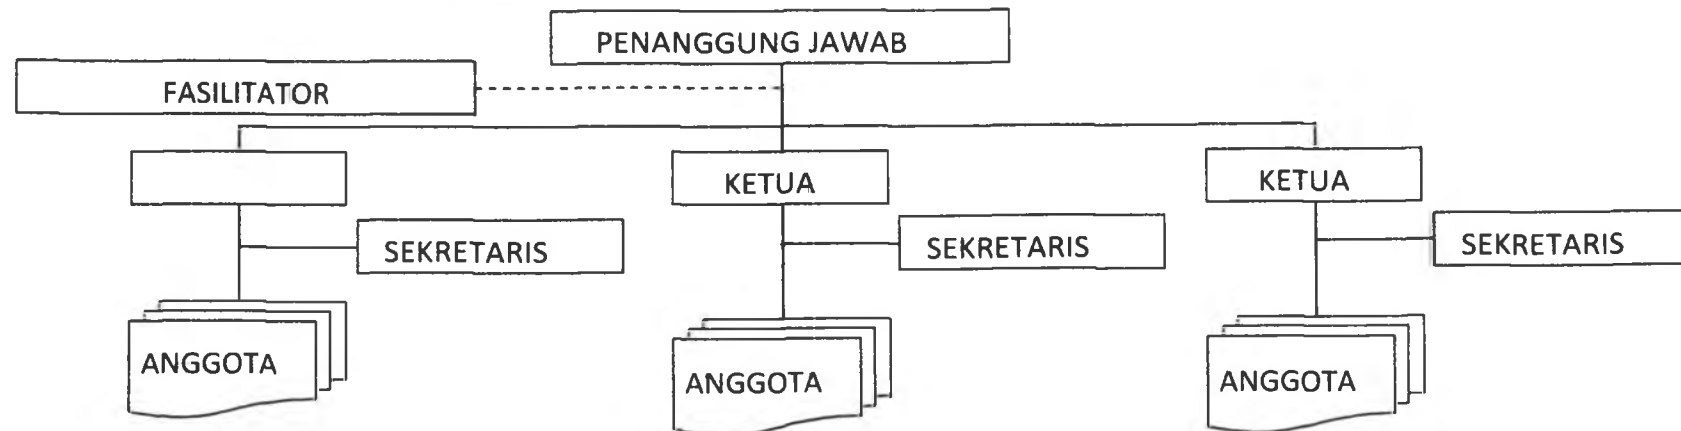 PENANGGUNG JAWAB
FASILITATOR
KETUA
KETUA
SEKRETARIS
SEKRETARIS
SEKRETARIS
ANGGOTA
ANGGOTA
ANGGOTA